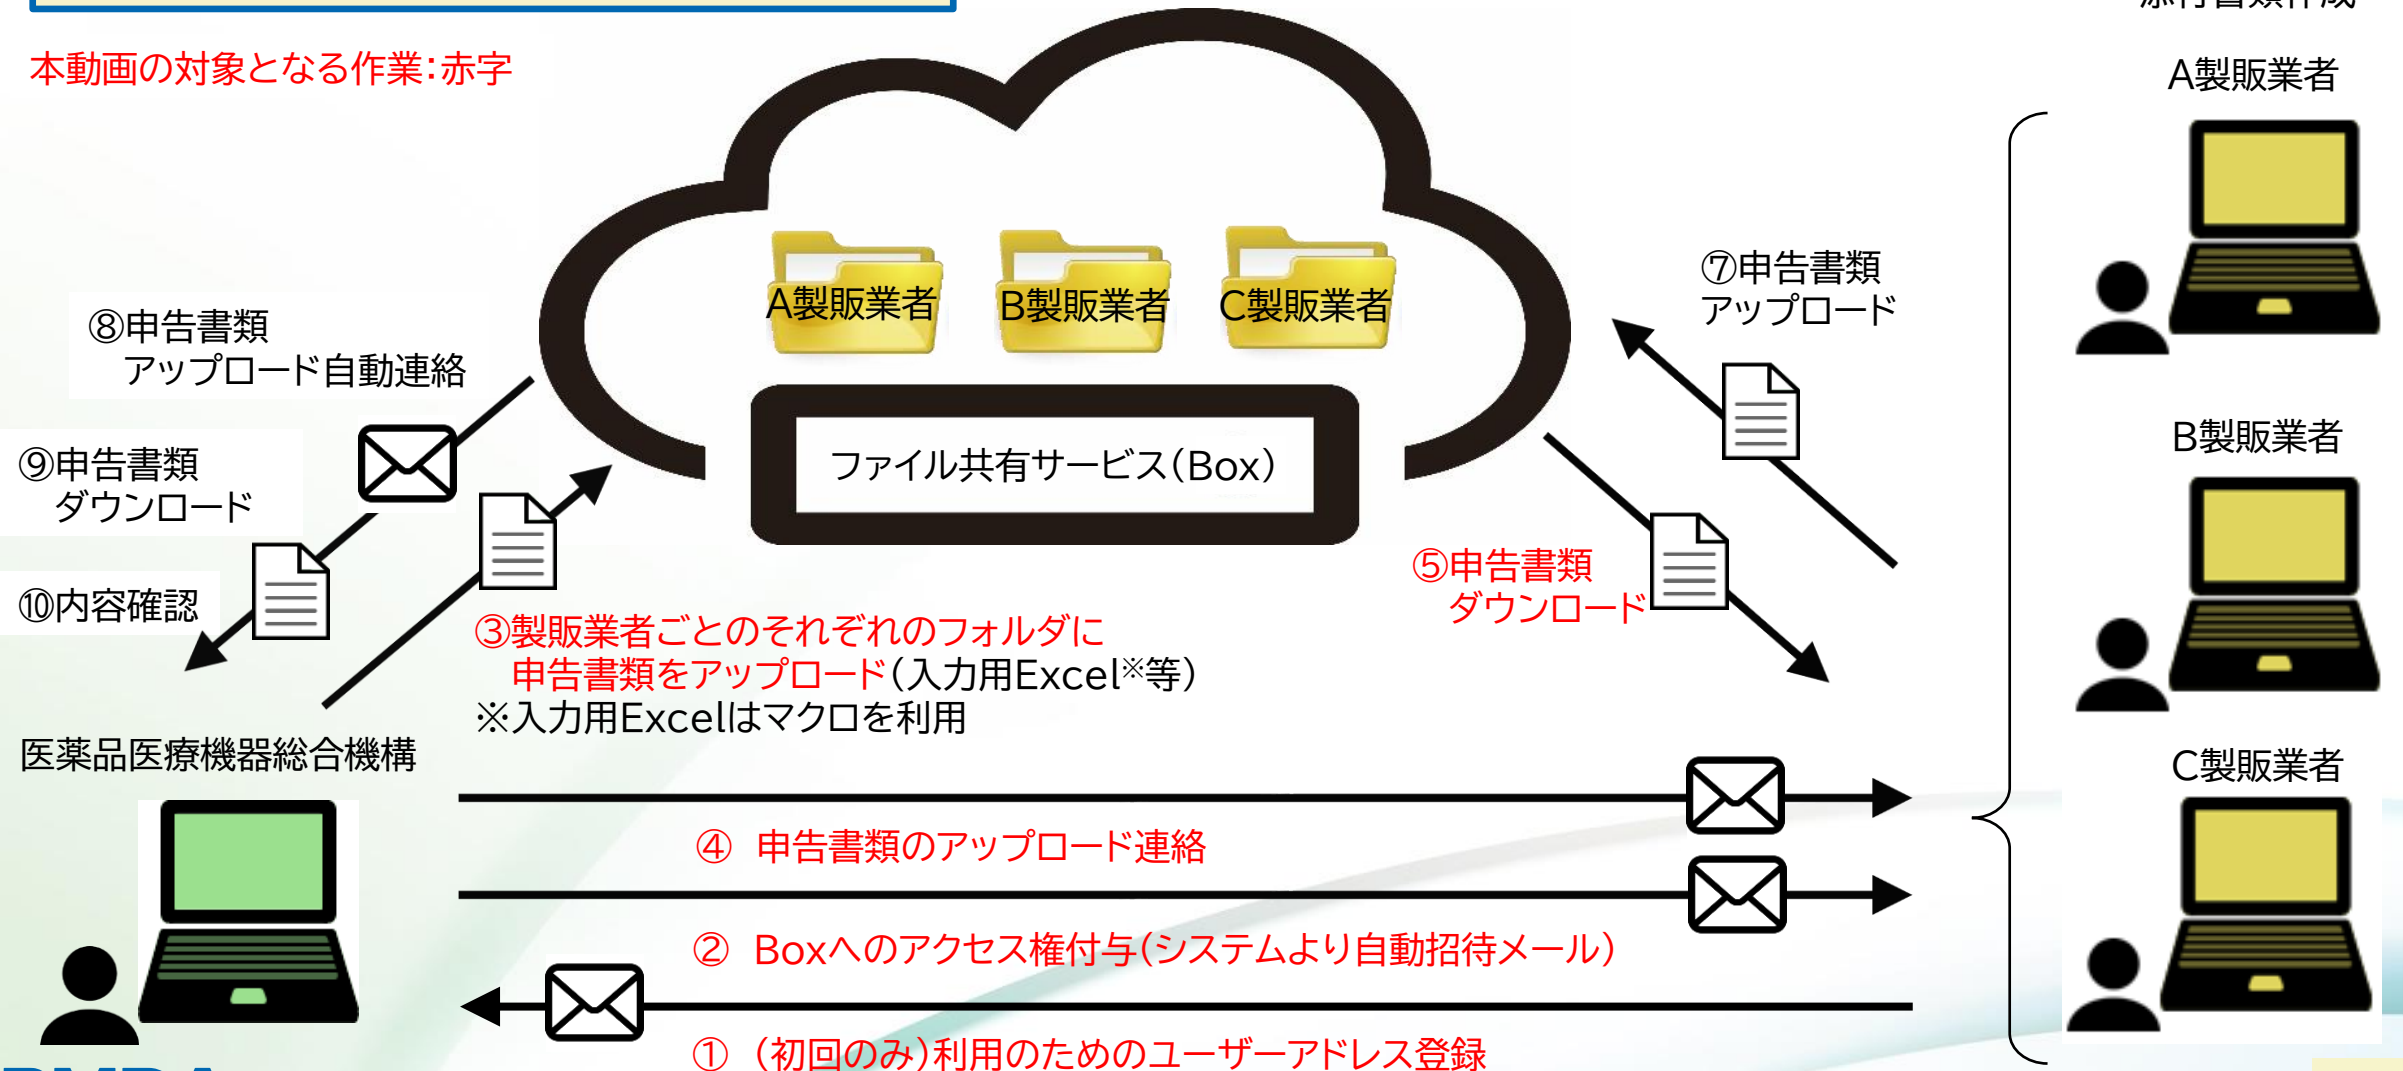 本動画の対象となる作業:赤字
A製販業者
A製販業者
B製販業者
C製販業者
⑦申告書類
アップロード
⑧申告書類
アップロード自動連絡
B製販業者
ファイル共有サービス(Box)
⑨申告書類
ダウンロード
⑤申告書類
ダウンロード
⑩内容確認
③製販業者ごとのそれぞれのフォルダに
申告書類をアップロード(入力用Excel※等)
※入力用Excelはマクロを利用
医薬品医療機器総合機構
C製販業者
④ 申告書類のアップロード連絡
② Boxへのアクセス権付与(システムより自動招待メール)
① (初回のみ)利用のためのユーザーアドレス登録